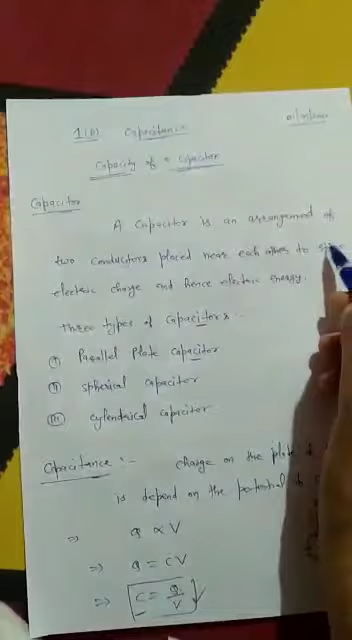 1(b) Capacitance
Capacity of a capacitor
Capacitor
A capacitor is an arrangement of
two conductors placed near each other to
electric charge and hence electric energy.
Three types of capacitors:-
(i) Parallel plate capacitor
(ii) spherical capacitor
(iii) cylenderical capacitor
Capacitance :- charge on the plate
is depend on the potential
⇒ Q ∝ V
⇒ Q = CV
⇒ C = Q/V